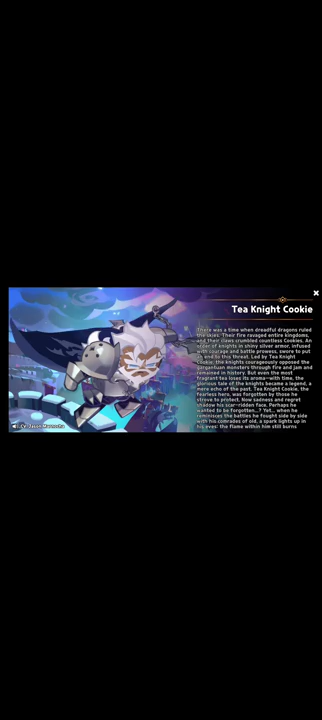 Tea Knight Cookie
There was a time when dreadful dragons ruled
the skies. Their fire ravaged entire kingdoms,
and their claws crumbled countless Cookies. An
order of knights in shiny silver armor, infused
with courage and battle prowess, swore to put
an end to this threat. Led by Tea Knight
Cookie, the knights courageously opposed the
gargantuan monsters through fire and jam and
remained in history. But even the most
fragrant tea loses its aroma—with time, the
glorious tale of the knights became a legend, a
mere echo of the past. Tea Knight Cookie, the
fearless hero, was forgotten by those he
strove to protect. Now sadness and regret
shadow his scar-ridden face. Perhaps he
wanted to be forgotten...? Yet... when he
reminisces the battles he fought side by side
with his comrades of old, a spark lights up in
his eyes: the flame within him still burns
CV: Jason Marnocha